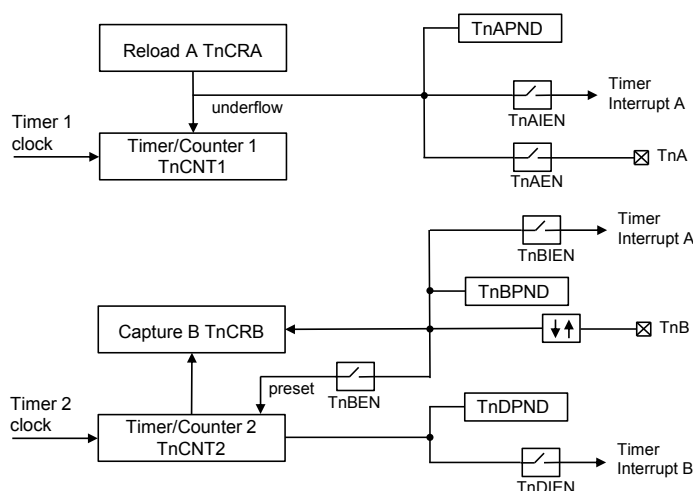 TnAPND
Reload A TnCRA
Timer
Interrupt A
underflow
TnAIEN
Timer 1
clock
Timer/Counter 1
TnCNT1
TnA
TnAEN
Timer
Interrupt A
TnBIEN
TnBPND
Capture B TnCRB
TnB
preset
TnBEN
Timer 2
clock
TnDPND
Timer/Counter 2
TnCNT2
Timer
Interrupt B
TnDIEN